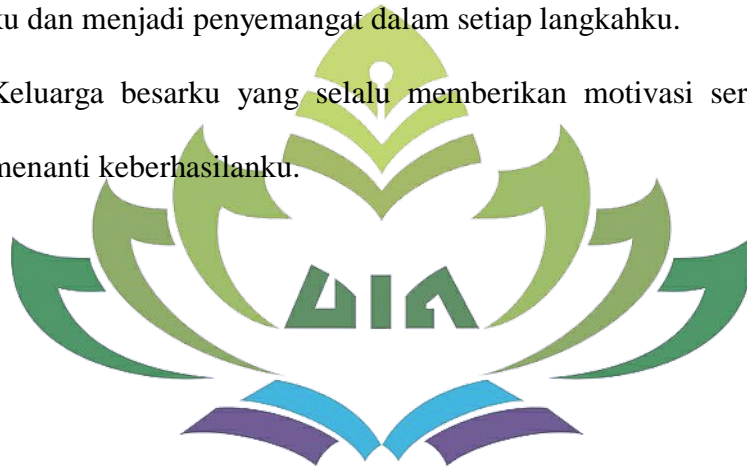 ku dan menjadi penyemangat dalam setiap langkahku.
Keluarga besarku yang selalu memberikan motivasi ser
menanti keberhasilanku.
UIN